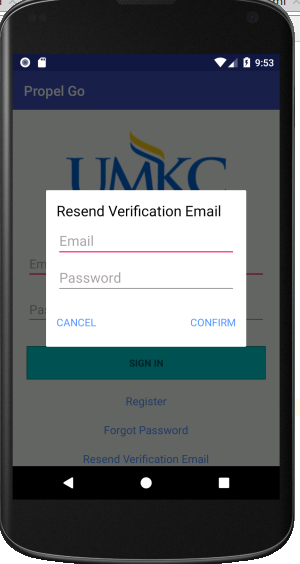 9:53
Propel Go
UMKC
Resend Verification Email
Email
Password
CANCEL
CONFIRM
Em
Pas
SIGN IN
Register
Forgot Password
Resend Verification Email